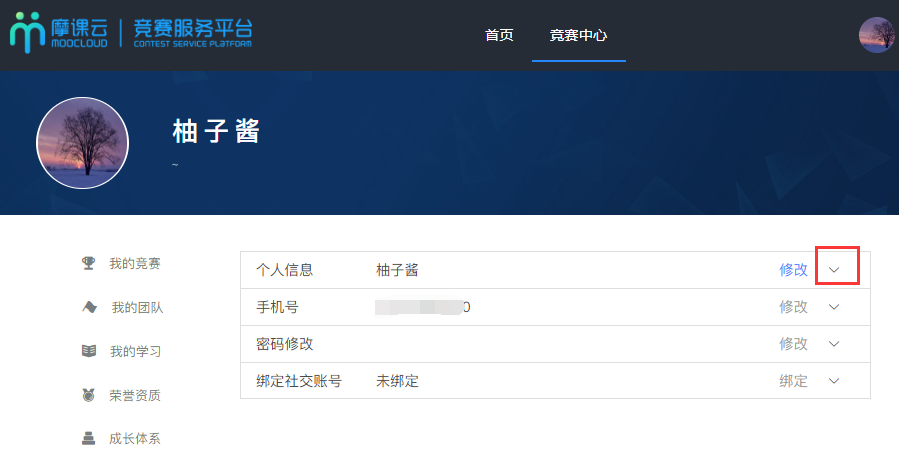 摩课云 竞赛服务平台
MOOCLOUD CONTEST SERVICE PLATFORM
首页 竞赛中心
柚子酱
~
我的竞赛
我的团队
我的学习
荣誉资质
成长体系
个人信息 柚子酱 修改
手机号 0 修改
密码修改 修改
绑定社交账号 未绑定 绑定